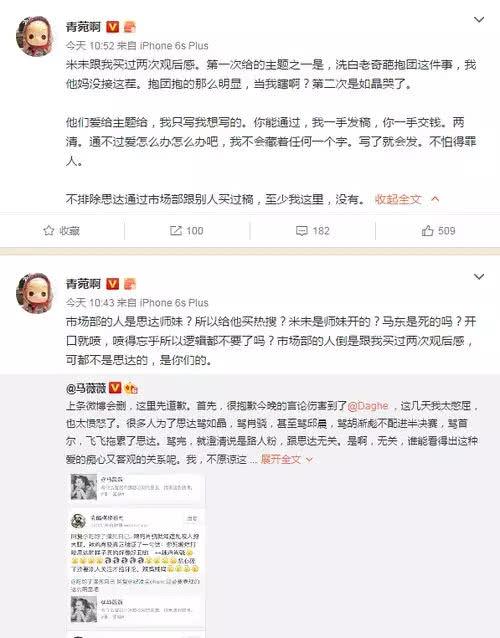 青苑啊
今天 10:52 来自 iPhone 6s Plus
米未跟我买过两次观后感。第一次给的主题之一是，洗白老奇葩抱团这件事，我
他妈没接这茬。抱团抱的那么明显，当我瞎啊？第二次是如晶哭了。
他们爱给主题给，我只写我想写的。你能通过，我一手发稿，你一手交钱。两
清。通不过爱怎么办怎么办吧，我不会藏着任何一个字。写了就会发。不怕得罪
人。
不排除思达通过市场部跟别人买过稿，至少我这里，没有。 收起全文
收藏
100
182
509
青苑啊
今天 10:43 来自 iPhone 6s Plus
市场部的人是思达师妹？所以给他买热搜？米未是师妹开的？马东是死的吗？开
口就喷，喷得忘乎所以逻辑都不要了吗？市场部的人倒是跟我买过两次观后感，
可都不是思达的，是你们的。
@马薇薇
上条微博会删，这里先道歉。首先，很抱歉今晚的言论伤害到了@Daghe ，这几天我太憋屈，
也太愤怒了。很多人为了思达骂如晶，骂肖骁，甚至骂邱晨，骂胡渐彪不配进半决赛，骂首
尔，飞飞拖累了思达。骂完，就澄清说是路人粉，跟思达无关。是啊，无关，谁能看得出这种
爱的痴心又客观的关系呢。我，不原谅这 ... 展开全文